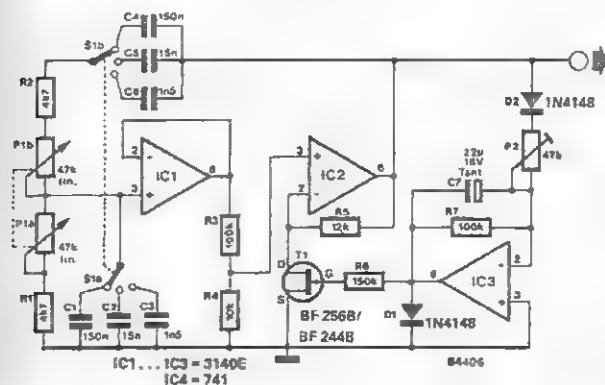 C4 150n
S1b
C5 15n
C6 1n5
R2 4k7
P1b 47k lin.
P1a 47k lin.
R1 4k7
S1a
C1 150n
C2 15n
C3 1n5
2 - 6
IC1
3 +
R3 100k
R4 10k
3 + 6
IC2
2 -
R5
12k
D T1
G
S
BF 256B/
BF 244B
R6
150k
D2 1N4148
P2
47k
22µ
16V
Tant
C7
R7
100k
6 - 2
IC3
+ 3
D1
1N4148
IC1 . . . IC3 = 3140E
IC4 = 741
84406